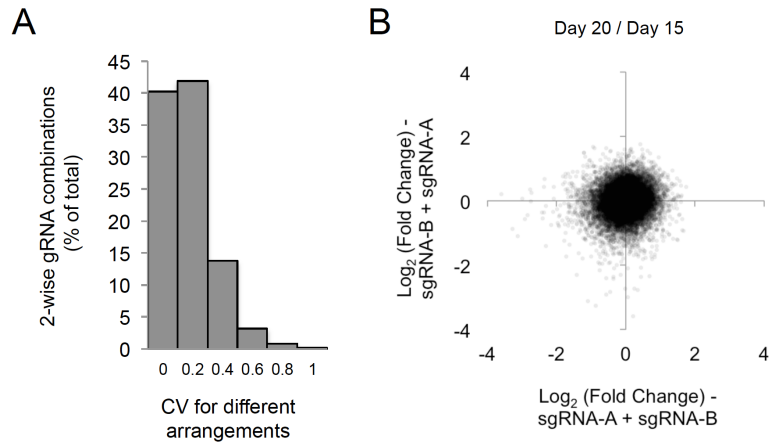 A
45
40
35
30
25
20
15
10
5
0
2-wise gRNA combinations
(% of total)
0 0.2 0.4 0.6 0.8 1
CV for different
arrangements
B
Day 20 / Day 15
4
2
0
-2
-4
Log2 (Fold Change) -
sgRNA-B + sgRNA-A
-4 -2 0 2 4
Log2 (Fold Change) -
sgRNA-A + sgRNA-B